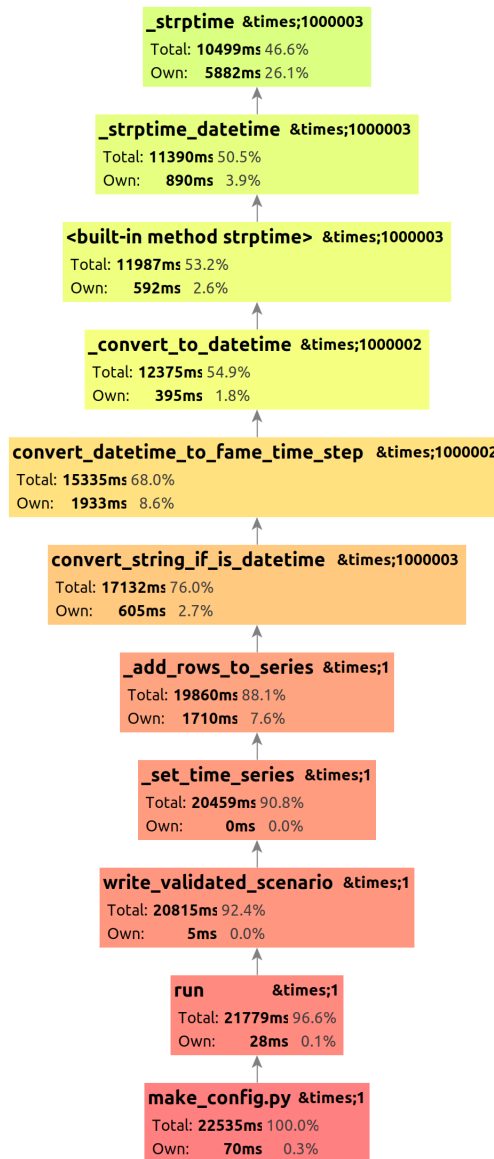 _strptime &times;1000003
Total: 10499ms 46.6%
Own: 5882ms 26.1%
_strptime_datetime &times;1000003
Total: 11390ms 50.5%
Own: 890ms 3.9%
<built-in method strptime> &times;1000003
Total: 11987ms 53.2%
Own: 592ms 2.6%
_convert_to_datetime &times;1000002
Total: 12375ms 54.9%
Own: 395ms 1.8%
convert_datetime_to_fame_time_step &times;1000002
Total: 15335ms 68.0%
Own: 1933ms 8.6%
convert_string_if_is_datetime &times;1000003
Total: 17132ms 76.0%
Own: 605ms 2.7%
_add_rows_to_series &times;1
Total: 19860ms 88.1%
Own: 1710ms 7.6%
_set_time_series &times;1
Total: 20459ms 90.8%
Own: 0ms 0.0%
write_validated_scenario &times;1
Total: 20815ms 92.4%
Own: 5ms 0.0%
run &times;1
Total: 21779ms 96.6%
Own: 28ms 0.1%
make_config.py &times;1
Total: 22535ms 100.0%
Own: 70ms 0.3%